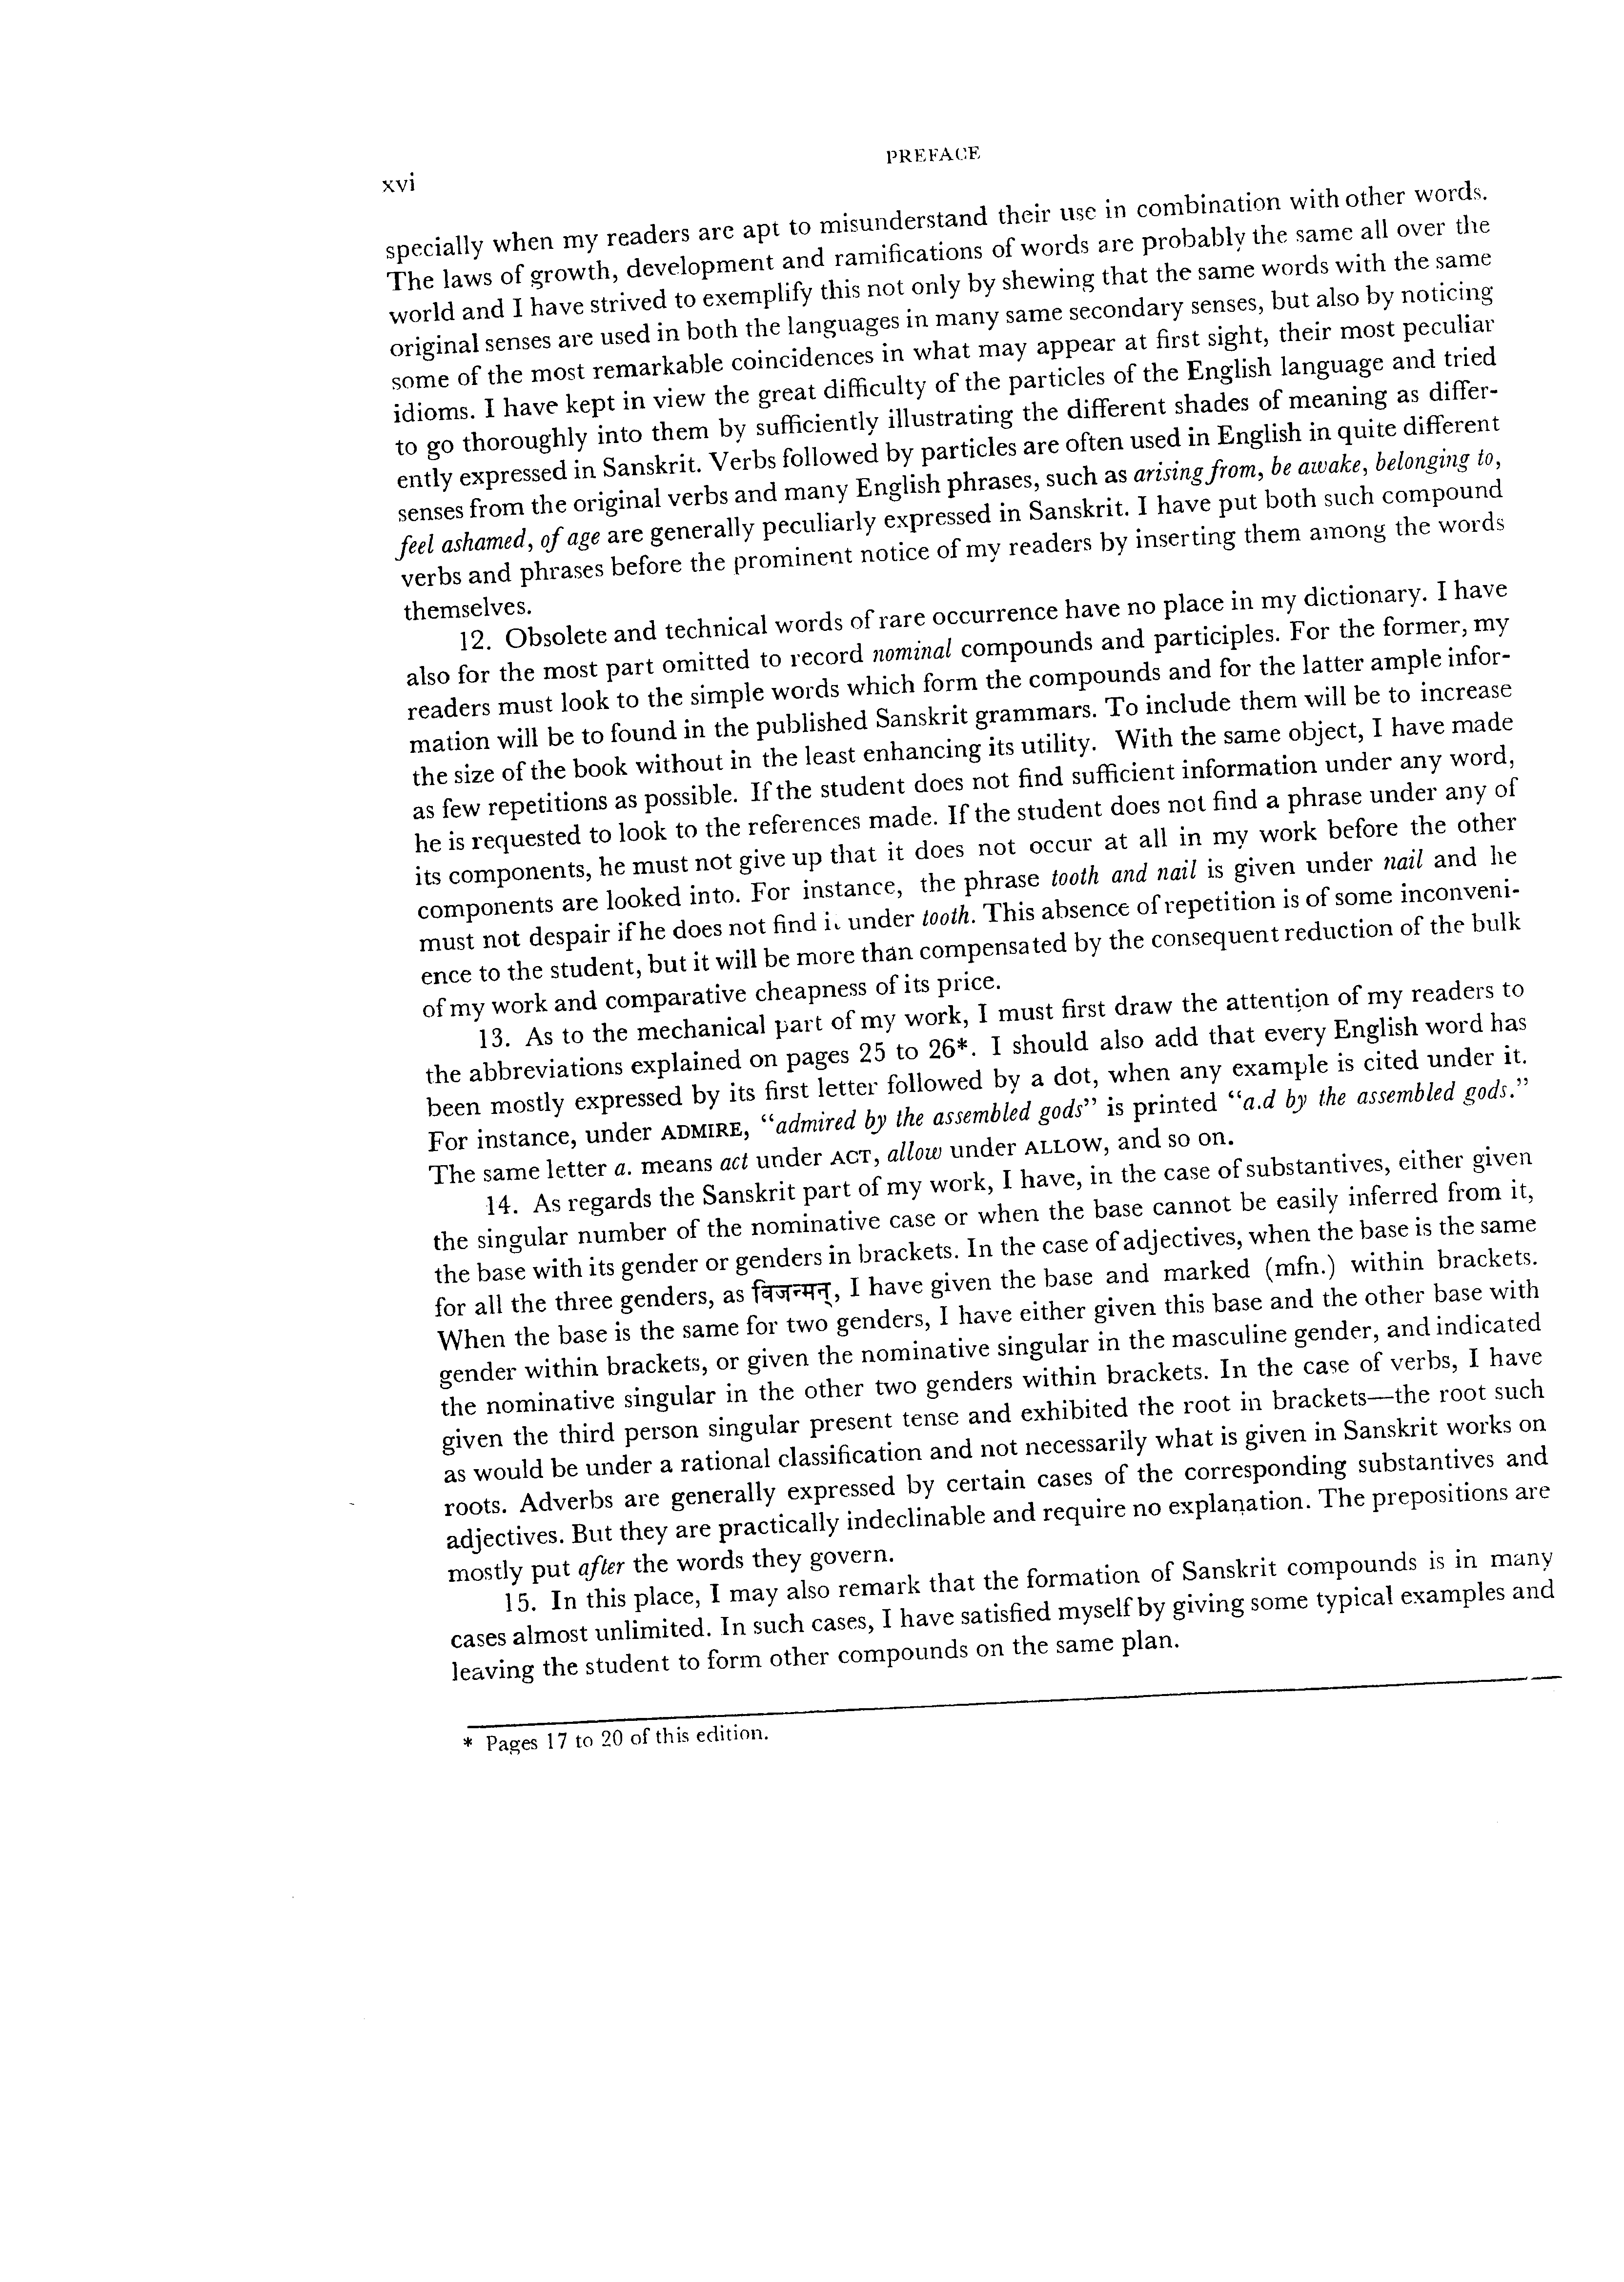 PREFACE
xvi
specially when my readers are apt to misunderstand their use in combination with other words.
The laws of growth, development and ramifications of words are probably the same all over the
world and I have strived to exemplify this not only by shewing that the same words with the same
original senses are used in both the languages in many same secondary senses, but also by noticing
some of the most remarkable coincidences in what may appear at first sight, their most peculiar
idioms. I have kept in view the great difficulty of the particles of the English language and tried
to go thoroughly into them by sufficiently illustrating the different shades of meaning as differ-
ently expressed in Sanskrit. Verbs followed by particles are often used in English in quite different
senses from the original verbs and many English phrases, such as arising from, be awake, belonging to,
feel ashamed, of age are generally peculiarly expressed in Sanskrit. I have put both such compound
verbs and phrases before the prominent notice of my readers by inserting them among the words
themselves.
12. Obsolete and technical words of rare occurrence have no place in my dictionary. I have
also for the most part omitted to record nominal compounds and participles. For the former, my
readers must look to the simple words which form the compounds and for the latter ample infor-
mation will be to found in the published Sanskrit grammars. To include them will be to increase
the size of the book without in the least enhancing its utility. With the same object, I have made
as few repetitions as possible. If the student does not find sufficient information under any word,
he is requested to look to the references made. If the student does not find a phrase under any of
its components, he must not give up that it does not occur at all in my work before the other
components are looked into. For instance, the phrase tooth and nail is given under nail and he
must not despair if he does not find it under tooth. This absence of repetition is of some inconveni-
ence to the student, but it will be more than compensated by the consequent reduction of the bulk
of my work and comparative cheapness of its price.
13. As to the mechanical part of my work, I must first draw the attention of my readers to
the abbreviations explained on pages 25 to 26*. I should also add that every English word has
been mostly expressed by its first letter followed by a dot, when any example is cited under it.
For instance, under ADMIRE, “admired by the assembled gods” is printed “a.d by the assembled gods.”
The same letter a. means act under ACT, allow under ALLOW, and so on.
14. As regards the Sanskrit part of my work, I have, in the case of substantives, either given
the singular number of the nominative case or when the base cannot be easily inferred from it,
the base with its gender or genders in brackets. In the case of adjectives, when the base is the same
for all the three genders, as विजन्मन्, I have given the base and marked (mfn.) within brackets.
When the base is the same for two genders, I have either given this base and the other base with
gender within brackets, or given the nominative singular in the masculine gender, and indicated
the nominative singular in the other two genders within brackets. In the case of verbs, I have
given the third person singular present tense and exhibited the root in brackets—the root such
as would be under a rational classification and not necessarily what is given in Sanskrit works on
roots. Adverbs are generally expressed by certain cases of the corresponding substantives and
adjectives. But they are practically indeclinable and require no explanation. The prepositions are
mostly put after the words they govern.
15. In this place, I may also remark that the formation of Sanskrit compounds is in many
cases almost unlimited. In such cases, I have satisfied myself by giving some typical examples and
leaving the student to form other compounds on the same plan.
* Pages 17 to 20 of this edition.